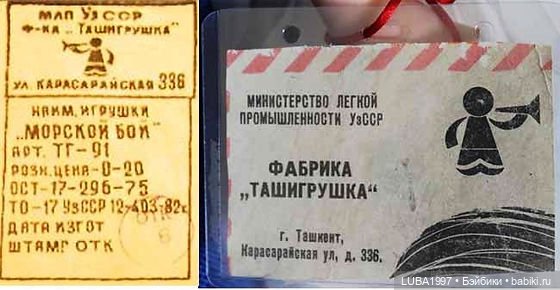 МЛП УзССР
Ф-КА „ТАШИГРУШКА"
УЛ. КАРАСАРАЙСКАЯ 336
НАИМ. ИГРУШКИ
„МОРСКОЙ БОЙ"
АРТ. ТГ-91
РОЗН. ЦЕНА-0-20
ОСТ-17-296-75
ТО-17 УзССР 12-403-82г.
ДАТА ИЗГОТ
ШТАМП ОТК
МИНИСТЕРСТВО ЛЕГКОЙ
ПРОМЫШЛЕННОСТИ УзССР
ФАБРИКА
„ТАШИГРУШКА"
г. Ташкент,
Карасарайская ул, д. 336.
LUBA1997 • Бэйбики • babiki.ru